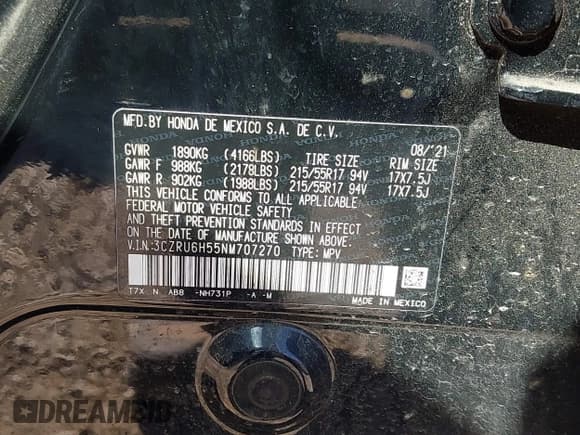 MFD.BY HONDA DE MEXICO S.A. DE C.V.
08/'21
GVWR 1890KG (4166LBS) TIRE SIZE RIM SIZE
GAWR F 988KG (2178LBS) 215/55R17 94V 17X7.5J
GAWR R 902KG (1988LBS) 215/55R17 94V 17X7.5J
THIS VEHICLE CONFORMS TO ALL APPLICABLE
FEDERAL MOTOR VEHICLE SAFETY
AND THEFT PREVENTION STANDARDS IN EFFECT
ON THE DATE OF MANUFACTURE SHOWN ABOVE.
V.I.N:3CZRU6H55NM707270 TYPE: MPV
T7X N AB8 -NH731P -A -M MADE IN MEXICO
DREAMBID